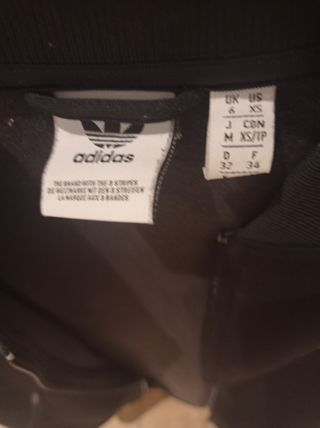 adidas
THE BRAND WITH THE 3 STRIPES
DIE WELTMARKE MIT DEN 3 STREIFEN
LA MARQUE AUX 3 BANDES
UK US
6 XS
J CDN
M XS/TP
D F
32 34